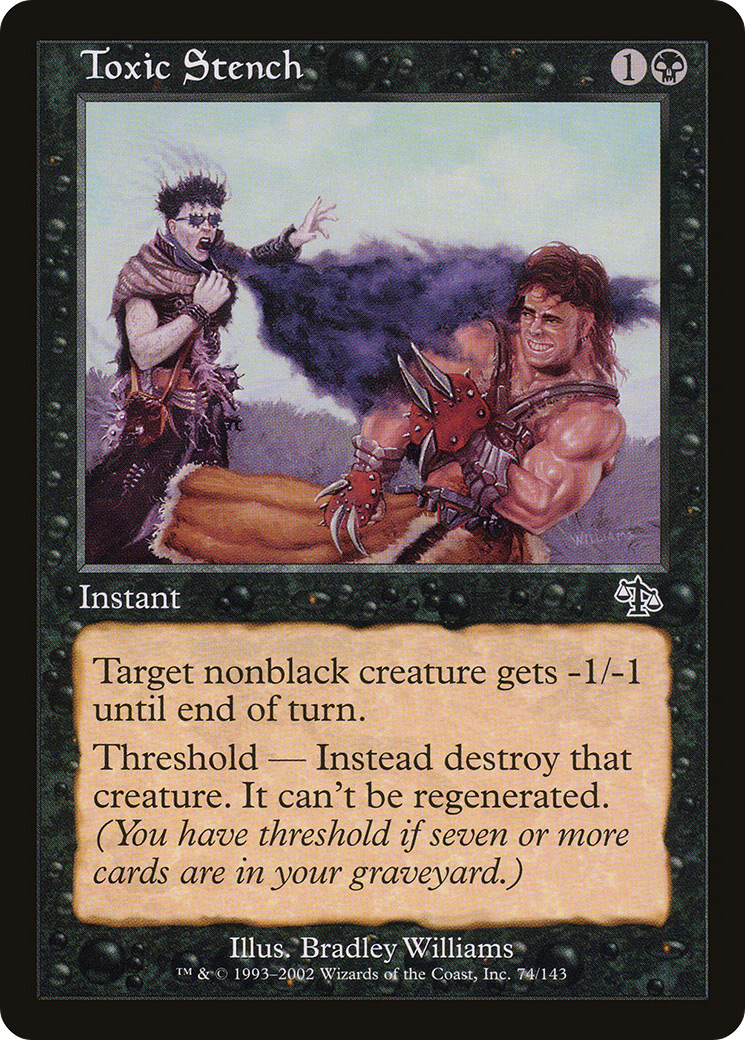 Toxic Stench
1
WILLIAMS
Instant
Target nonblack creature gets -1/-1
until end of turn.
Threshold — Instead destroy that
creature. It can't be regenerated.
(You have threshold if seven or more
cards are in your graveyard.)
Illus. Bradley Williams
™ & © 1993–2002 Wizards of the Coast, Inc. 74/143